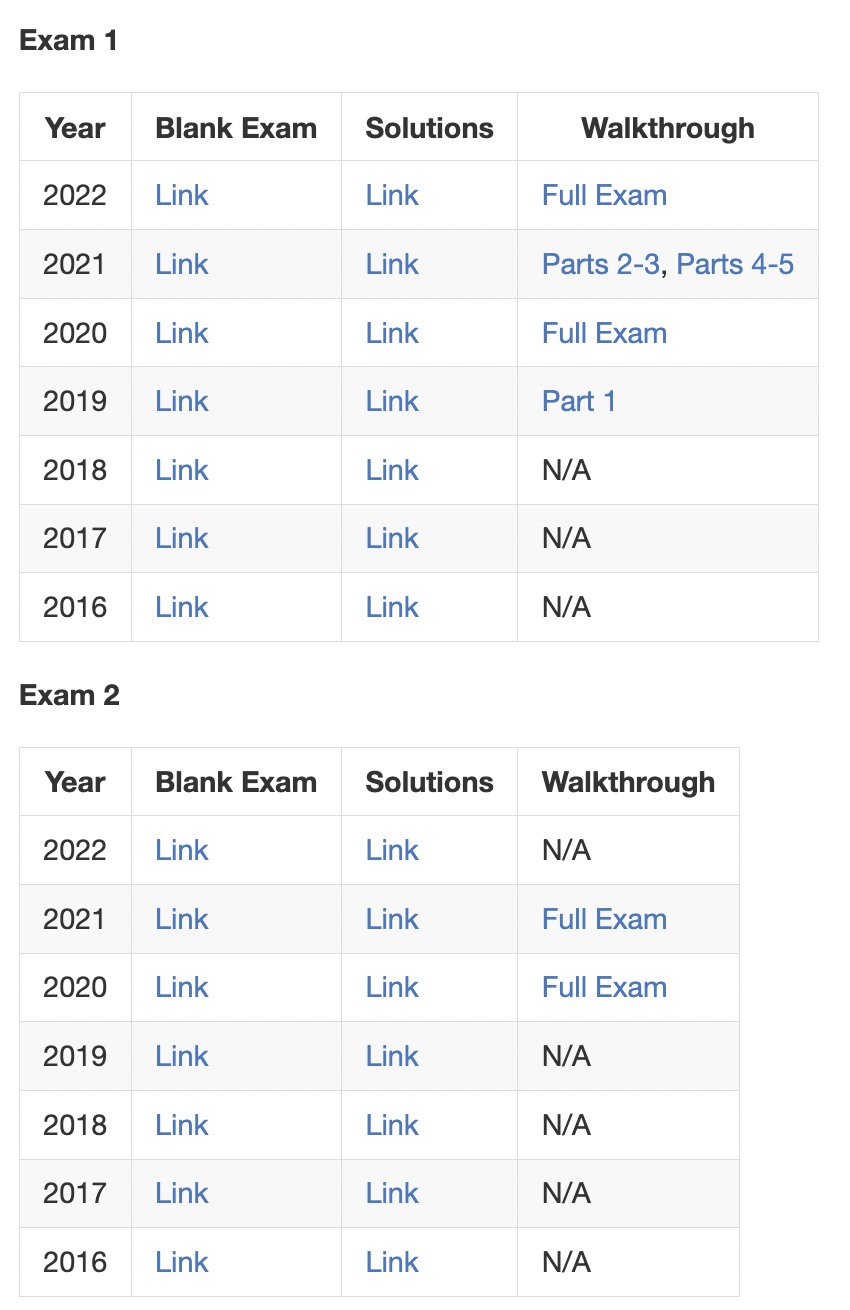 Exam 1
Year Blank Exam Solutions Walkthrough
2022 Link Link Full Exam
2021 Link Link Parts 2-3, Parts 4-5
2020 Link Link Full Exam
2019 Link Link Part 1
2018 Link Link N/A
2017 Link Link N/A
2016 Link Link N/A
Exam 2
Year Blank Exam Solutions Walkthrough
2022 Link Link N/A
2021 Link Link Full Exam
2020 Link Link Full Exam
2019 Link Link N/A
2018 Link Link N/A
2017 Link Link N/A
2016 Link Link N/A